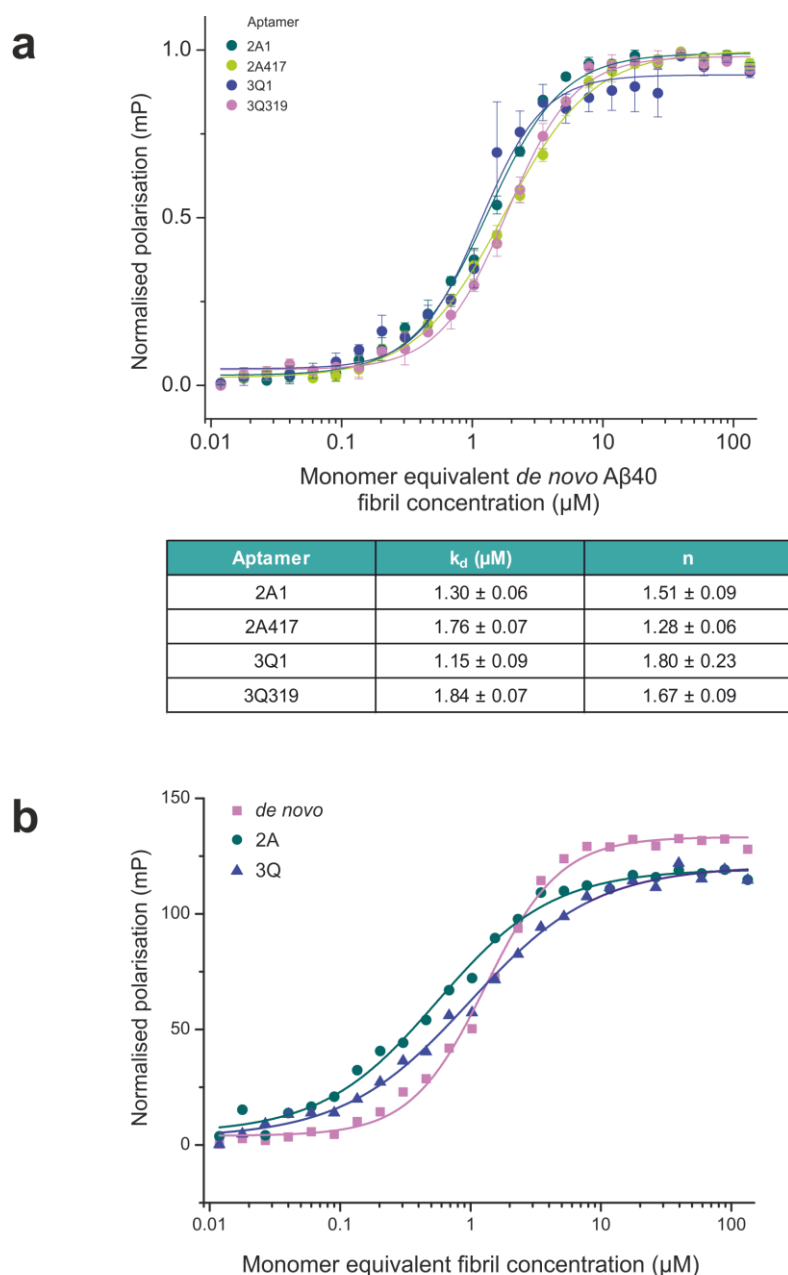 a
Aptamer
2A1
2A417
3Q1
3Q319
1.0
0.5
0.0
Normalised polarisation (mP)
0.01
0.1
1
10
100
Monomer equivalent de novo Aβ40
fibril concentration (µM)
Aptamer kd (µM) n
2A1 1.30 ± 0.06 1.51 ± 0.09
2A417 1.76 ± 0.07 1.28 ± 0.06
3Q1 1.15 ± 0.09 1.80 ± 0.23
3Q319 1.84 ± 0.07 1.67 ± 0.09
b
de novo
2A
3Q
150
100
50
0
Normalised polarisation (mP)
0.01
0.1
1
10
100
Monomer equivalent fibril concentration (µM)